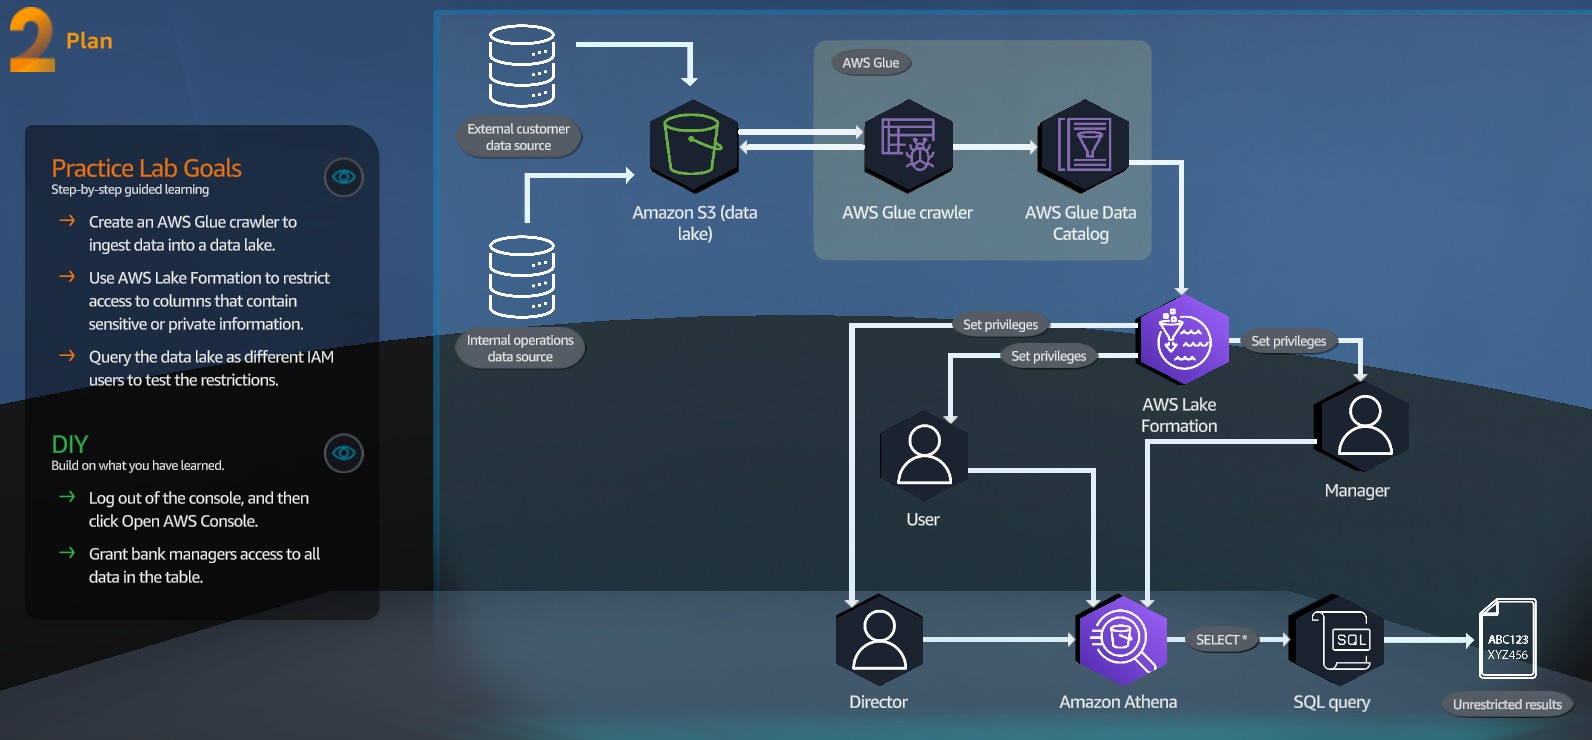 2
Plan
Practice Lab Goals
Step-by-step guided learning
Create an AWS Glue crawler to
ingest data into a data lake.
Use AWS Lake Formation to restrict
access to columns that contain
sensitive or private information.
Query the data lake as different IAM
users to test the restrictions.
DIY
Build on what you have learned.
Log out of the console, and then
click Open AWS Console.
Grant bank managers access to all
data in the table.
External customer
data source
Internal operations
data source
Amazon S3 (data
lake)
AWS Glue
AWS Glue crawler
AWS Glue Data
Catalog
Set privileges
Set privileges
Set privileges
AWS Lake
Formation
User
Manager
Director
Amazon Athena
SELECT *
SQL
SQL query
ABC123
XYZ456
Unrestricted results